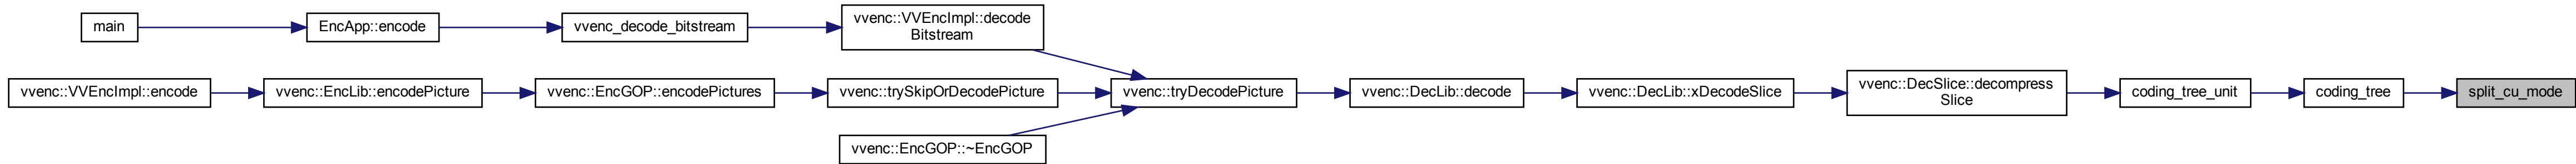 main
EncApp::encode
vvenc_decode_bitstream
vvenc::VVEncImpl::decode
Bitstream
vvenc::VVEncImpl::encode
vvenc::EncLib::encodePicture
vvenc::EncGOP::encodePictures
vvenc::trySkipOrDecodePicture
vvenc::tryDecodePicture
vvenc::DecLib::decode
vvenc::DecLib::xDecodeSlice
vvenc::DecSlice::decompress
Slice
coding_tree_unit
coding_tree
split_cu_mode
vvenc::EncGOP::~EncGOP